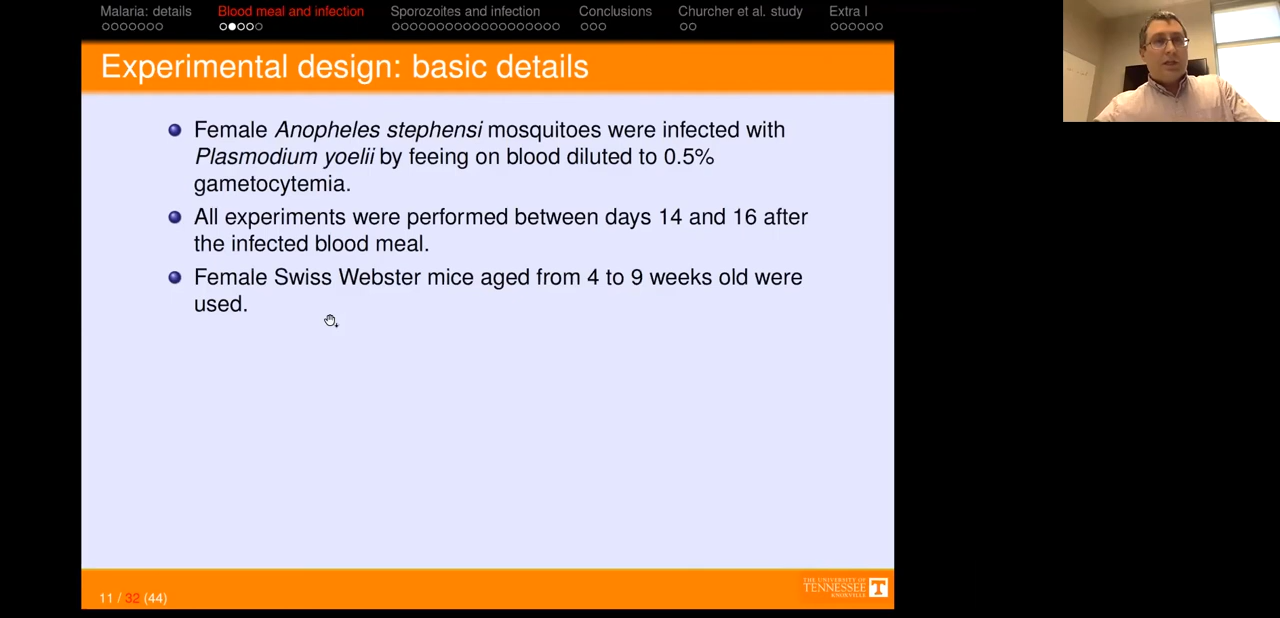 Malaria: details Blood meal and infection Sporozoites and infection Conclusions Churcher et al. study Extra I
Experimental design: basic details
Female Anopheles stephensi mosquitoes were infected with
Plasmodium yoelii by feeing on blood diluted to 0.5%
gametocytemia.
All experiments were performed between days 14 and 16 after
the infected blood meal.
Female Swiss Webster mice aged from 4 to 9 weeks old were
used.
THE UNIVERSITY OF
TENNESSEE
KNOXVILLE
T
11 / 32 (44)